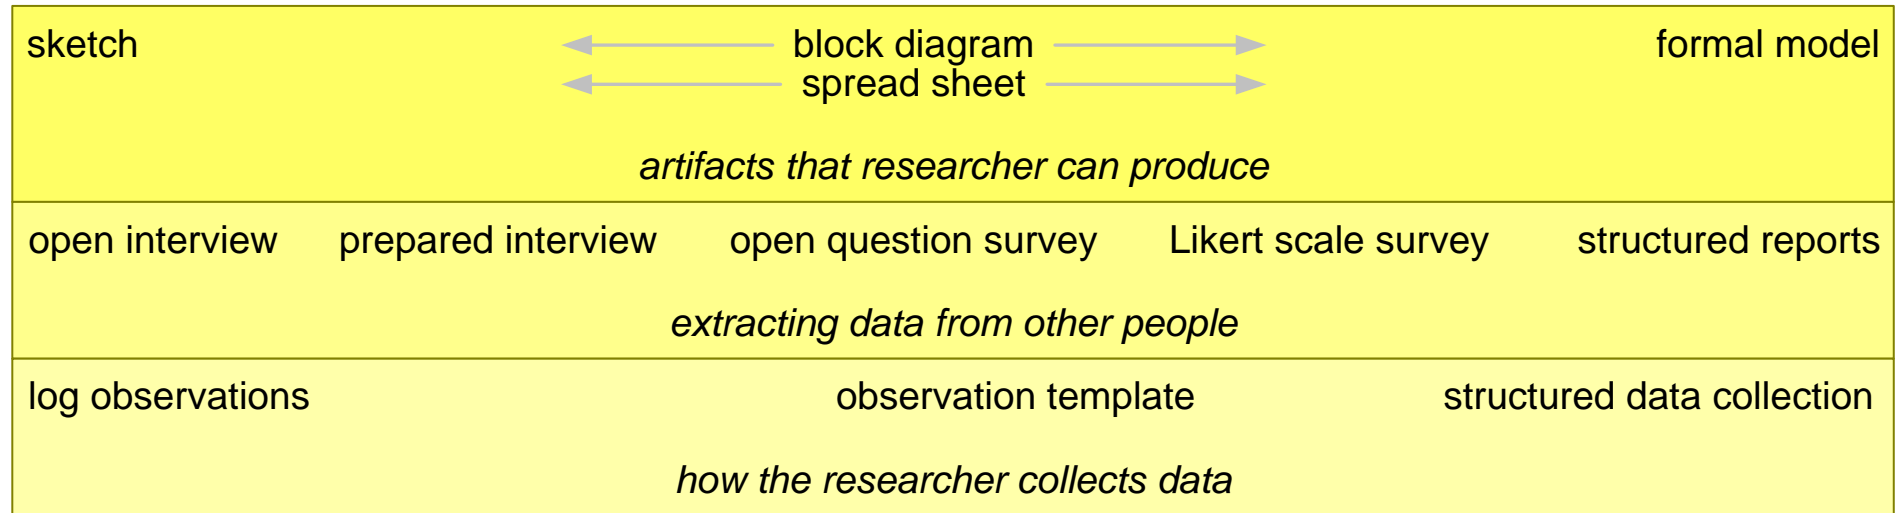 sketch block diagram formal model
spread sheet
artifacts that researcher can produce
open interview prepared interview open question survey Likert scale survey structured reports
extracting data from other people
log observations observation template structured data collection
how the researcher collects data